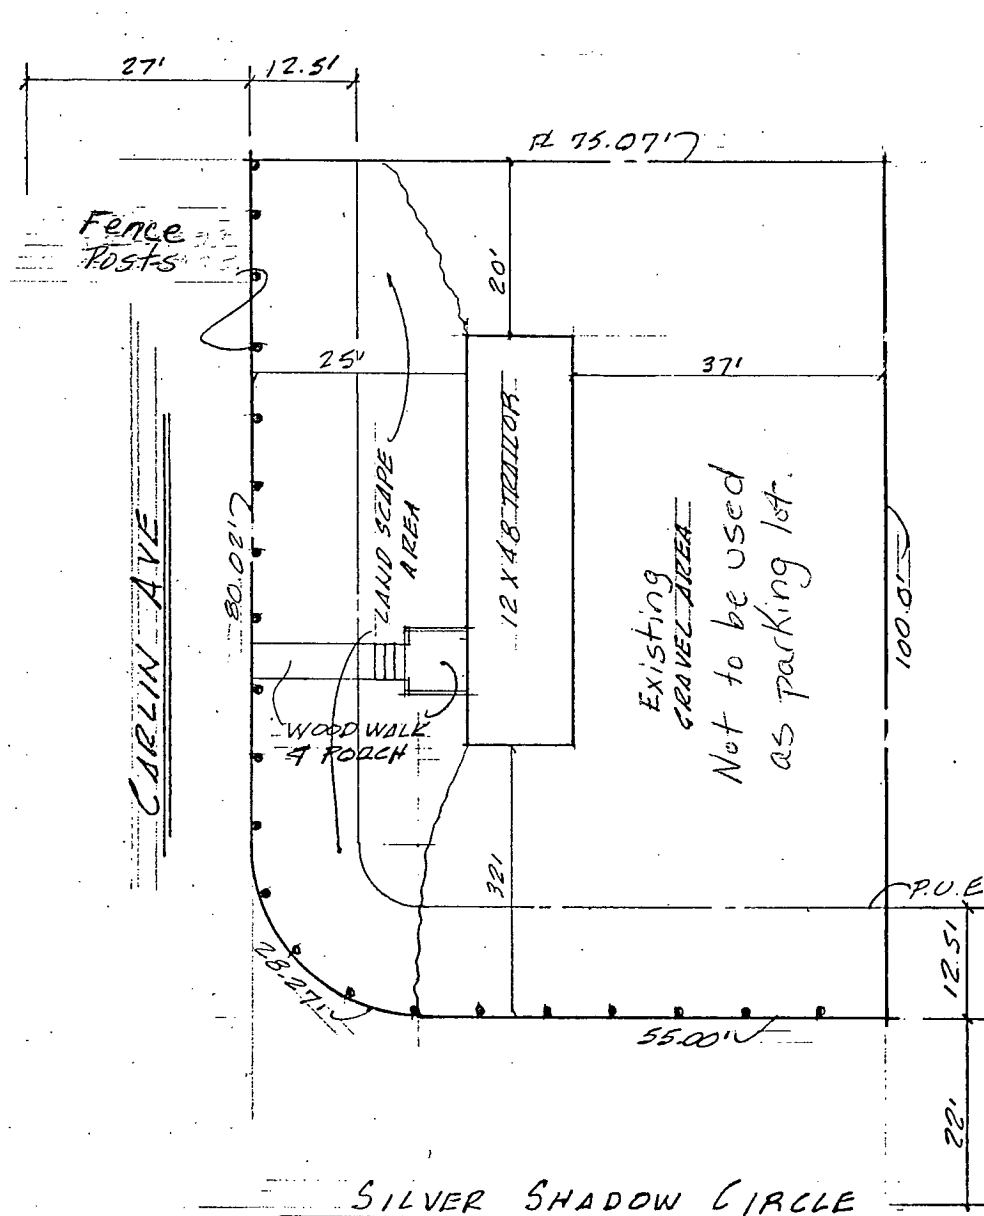 27'
12.5'
PL 75.07'
Fence
Posts
20'
25'
37'
12 X 48 TRAILOR
LAND SCAPE
AREA
80.02'
CARLIN AVE
Existing
GRAVEL AREA
Not to be used
as parking lot.
100.0'
WOOD WALK
& PORCH
32'
P.U.E
12.5'
28.27'
55.00'
22'
SILVER SHADOW CIRCLE